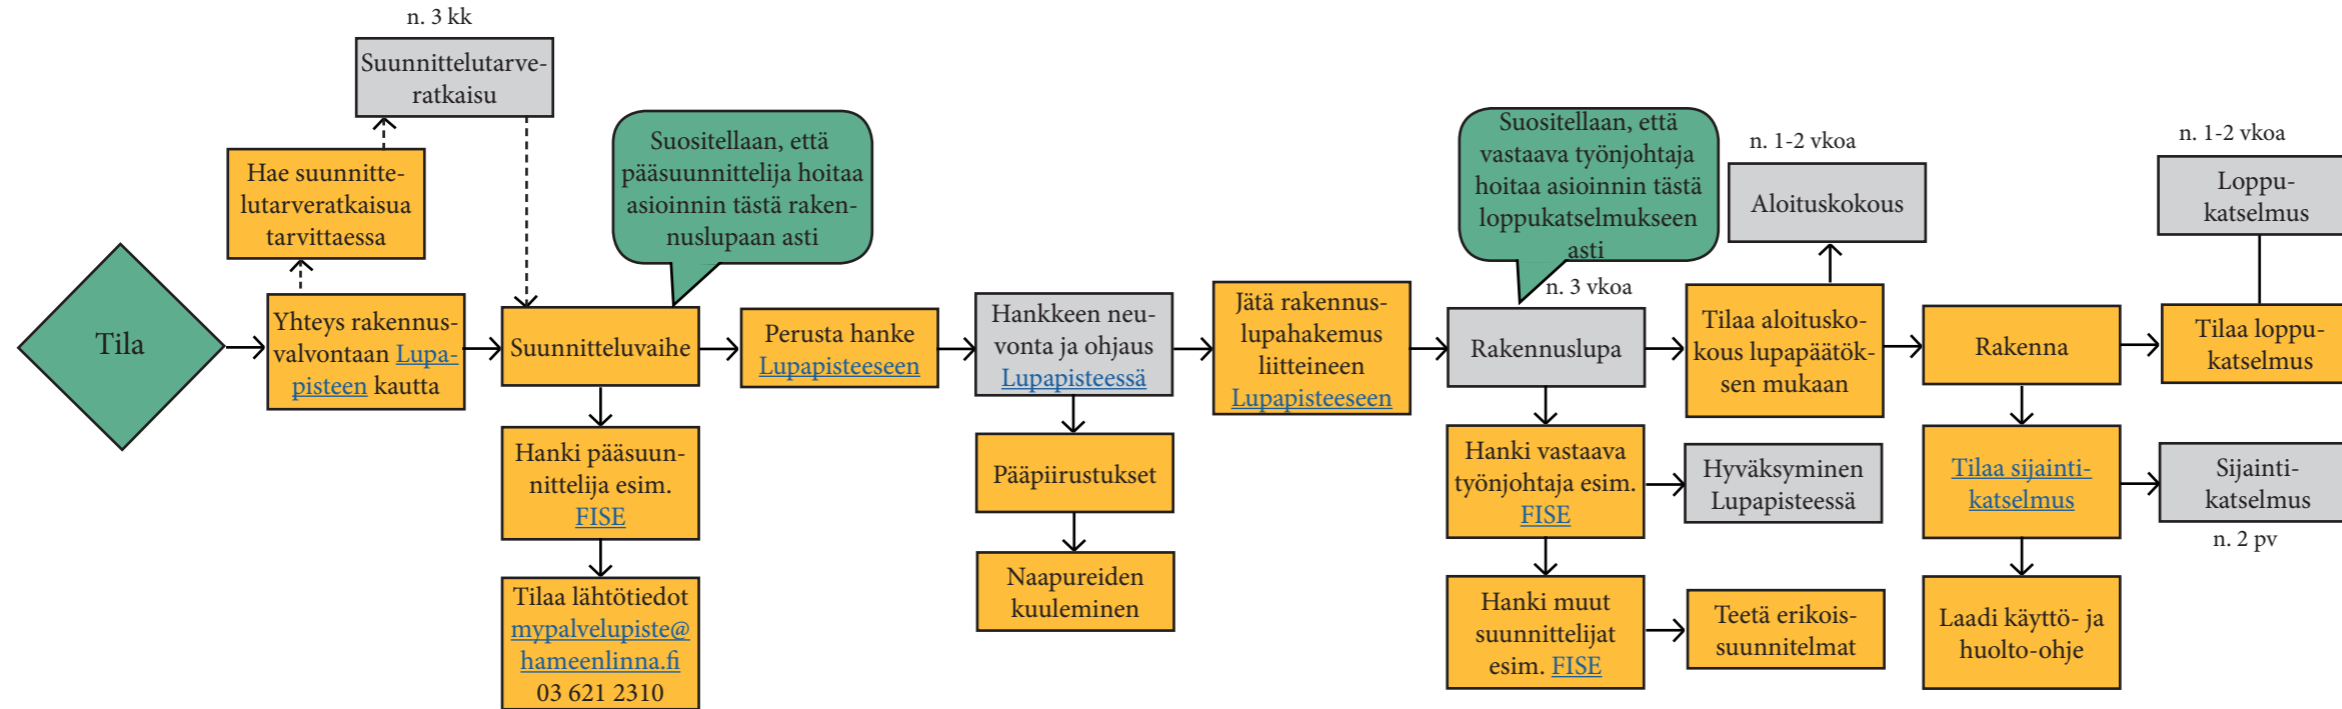 n. 3 kk
Suunnittelutarve-
ratkaisu
Hae suunnitte-
lutarveratkaisua
tarvittaessa
Tila
Yhteys rakennus-
valvontaan Lupa-
pisteen kautta
Suositellaan, että
pääsuunnittelija hoitaa
asioinnin tästä raken-
nuslupaan asti
Suunnitteluvaihe
Hanki pääsuun-
nittelija esim.
FISE
Tilaa lähtötiedot
mypalvelupiste@
hameenlinna.fi
03 621 2310
Perusta hanke
Lupapisteeseen
Hankkeen neu-
vonta ja ohjaus
Lupapisteessä
Pääpiirustukset
Naapureiden
kuuleminen
Jätä rakennus-
lupahakemus
liitteineen
Lupapisteeseen
Suositellaan, että
vastaava työnjohtaja
hoitaa asioinnin tästä
loppukatselmukseen
asti
n. 3 vkoa
Rakennuslupa
Hanki vastaava
työnjohtaja esim.
FISE
Hanki muut
suunnittelijat
esim. FISE
n. 1-2 vkoa
Aloituskokous
Tilaa aloitusko-
kous lupapäätök-
sen mukaan
Hyväksyminen
Lupapisteessä
Teetä erikois-
suunnitelmat
Rakenna
Tilaa sijainti-
katselmus
Laadi käyttö- ja
huolto-ohje
n. 1-2 vkoa
Loppu-
katselmus
Tilaa loppu-
katselmus
Sijainti-
katselmus
n. 2 pv